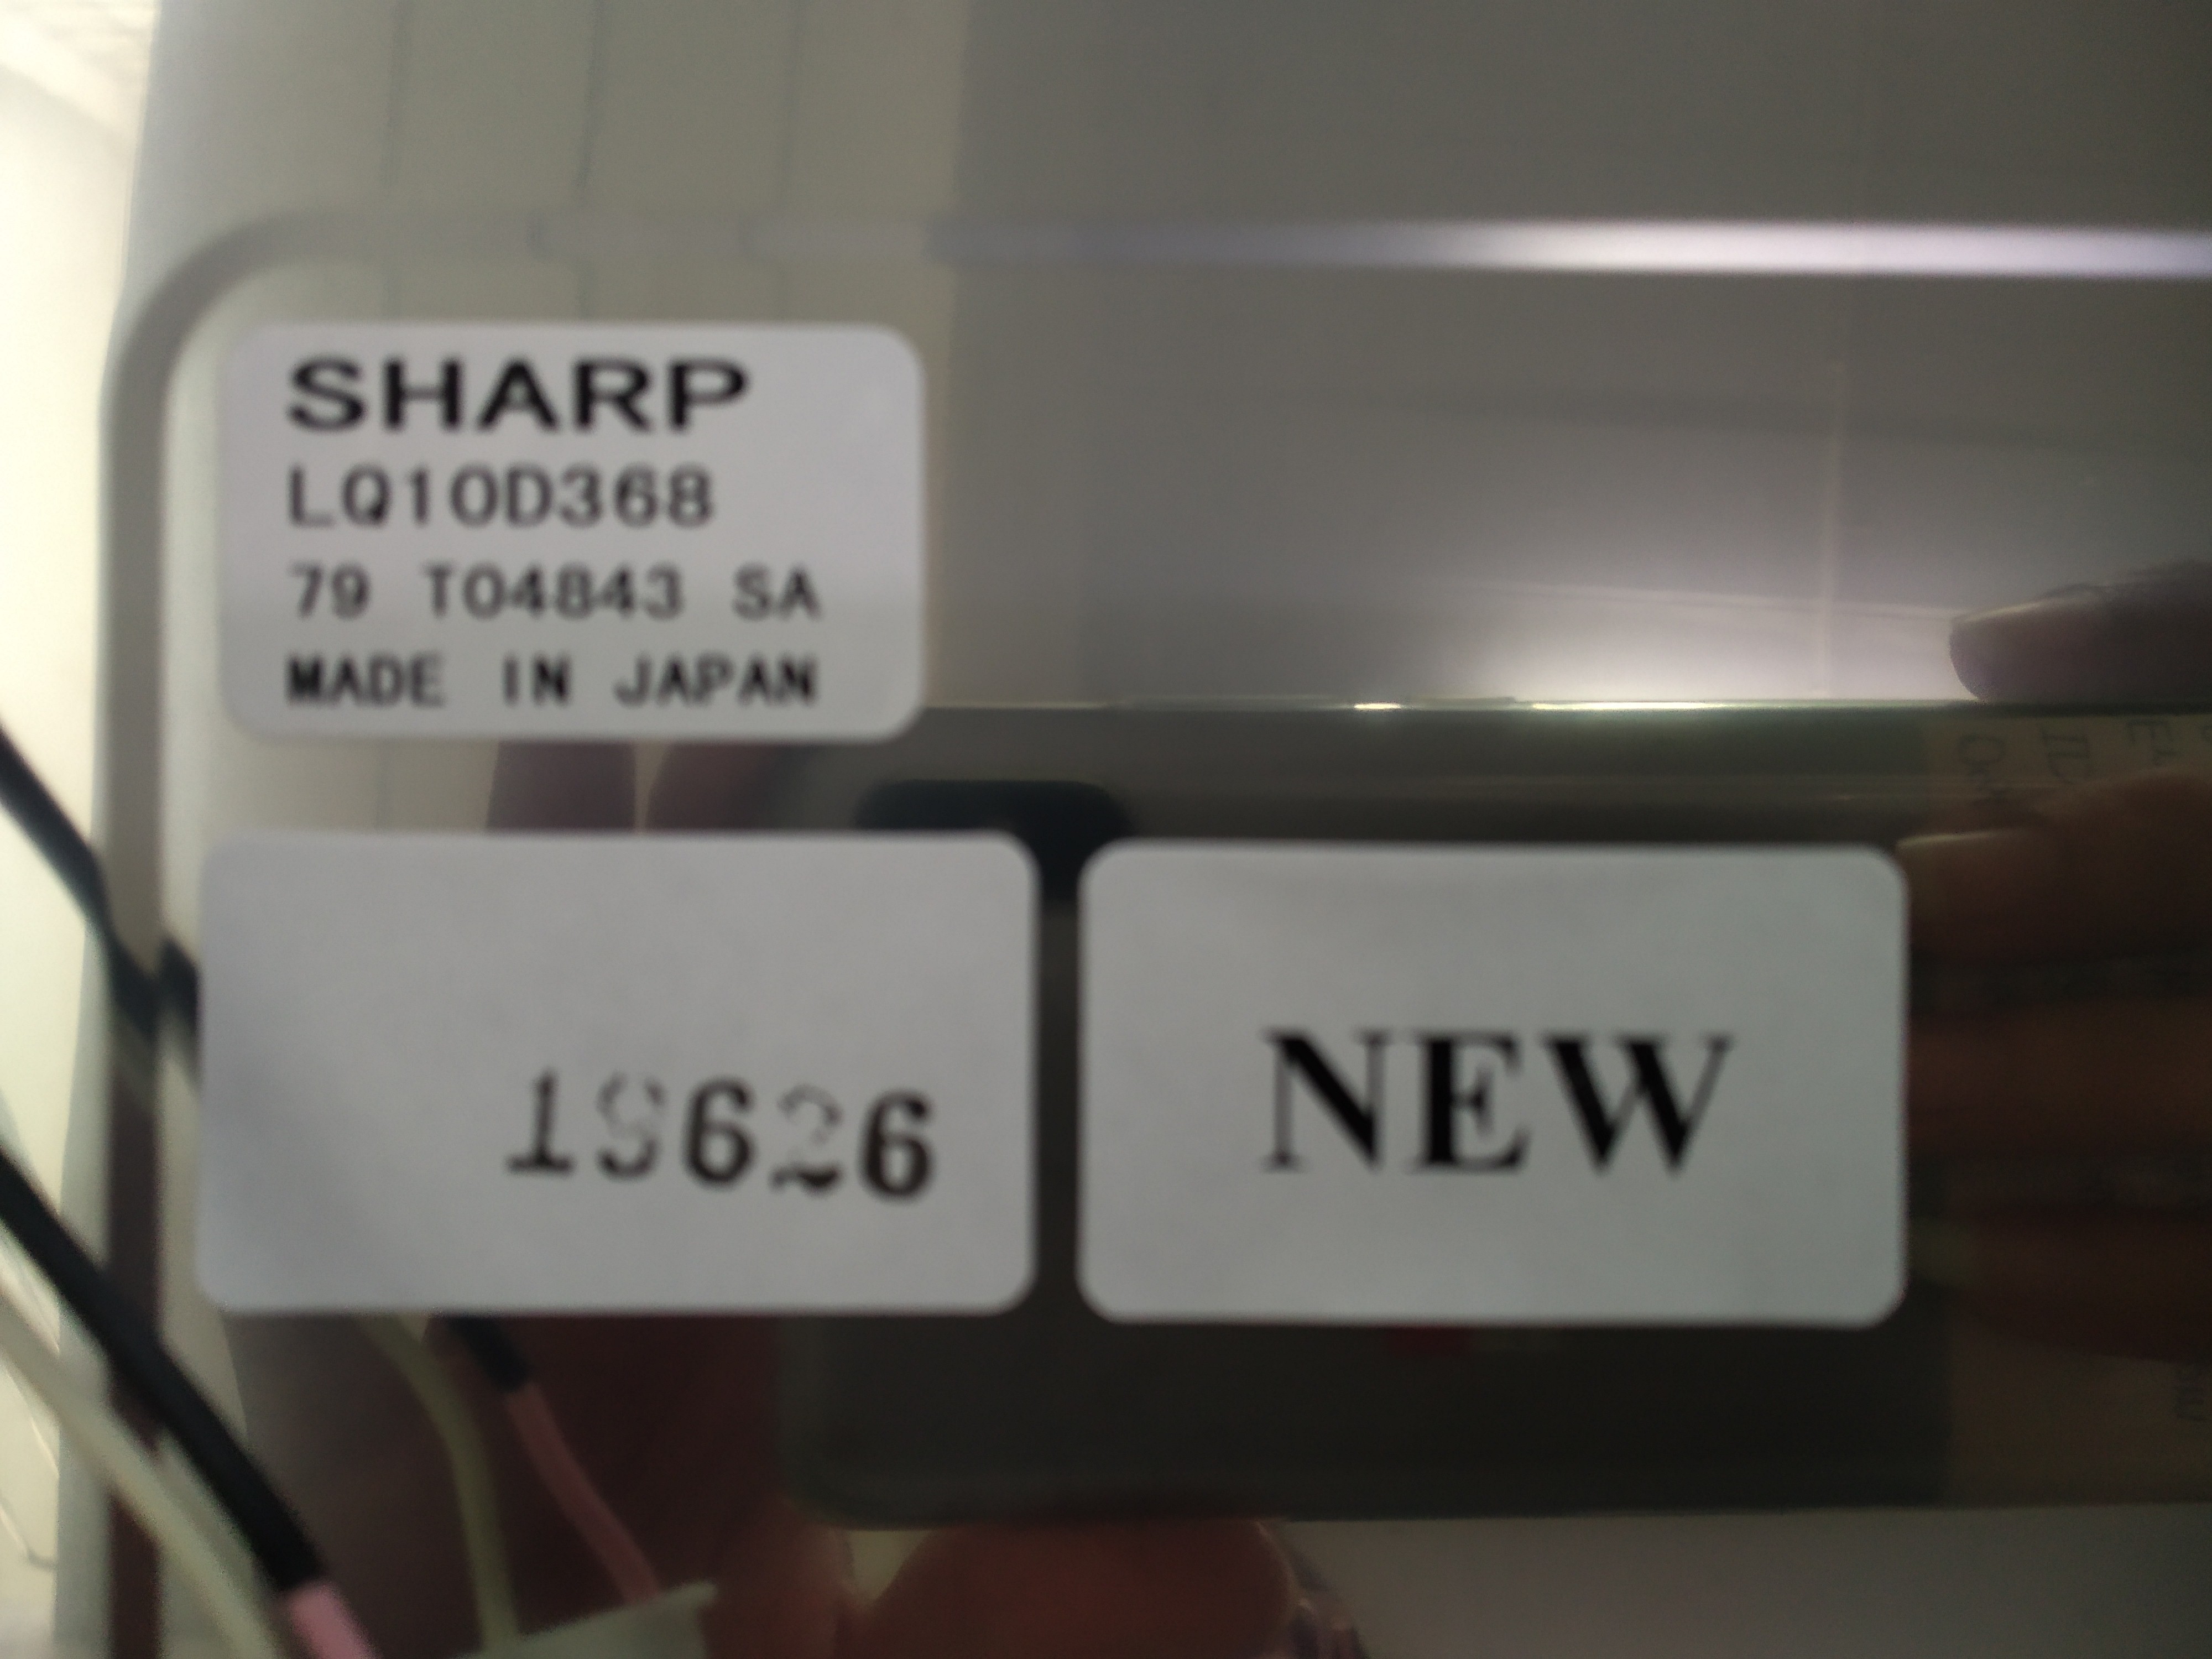 SHARP
LQ10D368
79 T04843 SA
MADE IN JAPAN
19626
NEW